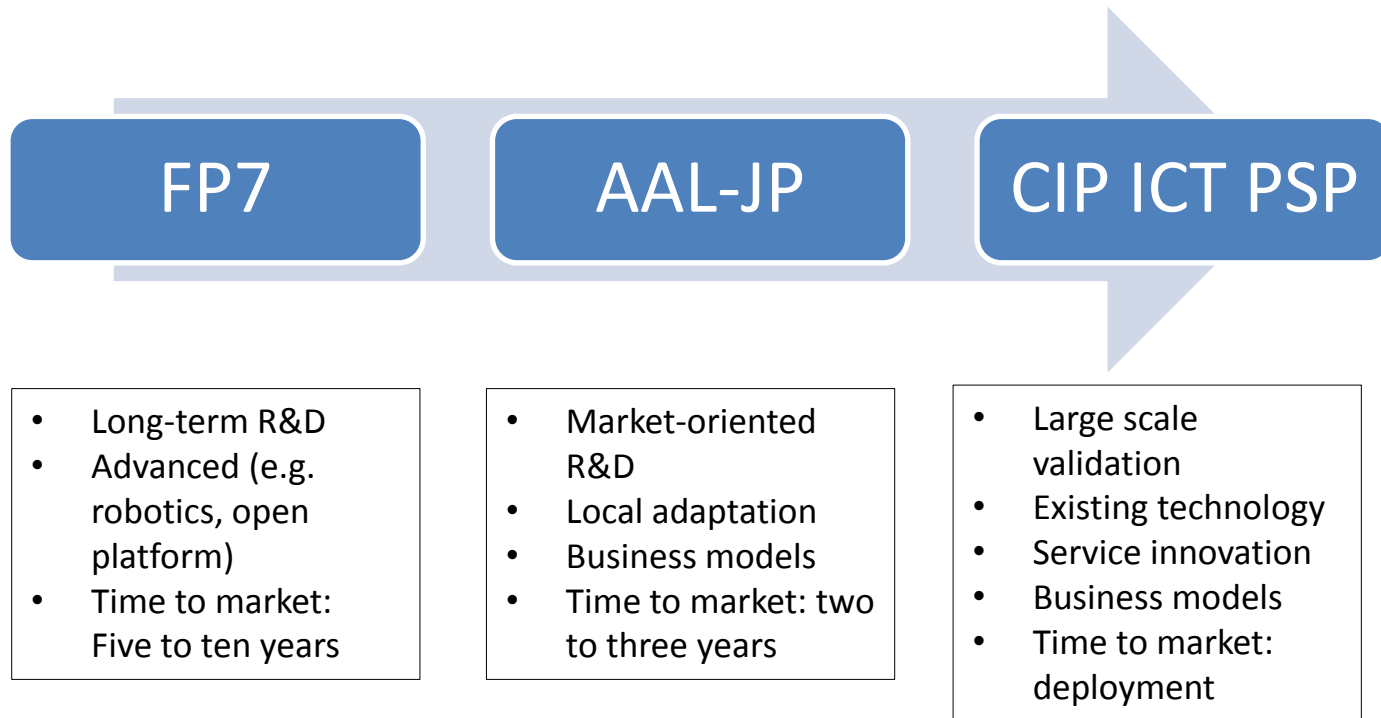 FP7
AAL-JP
CIP ICT PSP
• Long-term R&D
• Advanced (e.g.
robotics, open
platform)
• Time to market:
Five to ten years
• Market-oriented
R&D
• Local adaptation
• Business models
• Time to market: two
to three years
• Large scale
validation
• Existing technology
• Service innovation
• Business models
• Time to market:
deployment